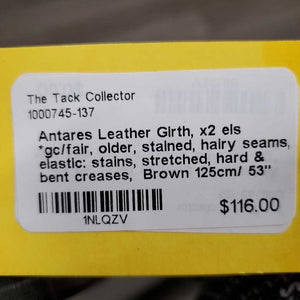 The Tack Collector
1000745-137
Antares Leather Girth, x2 els
*gc/fair, older, stained, hairy seams,
elastic: stains, stretched, hard &
bent creases,  Brown 125cm/ 53"
$116.00
1NLQZV